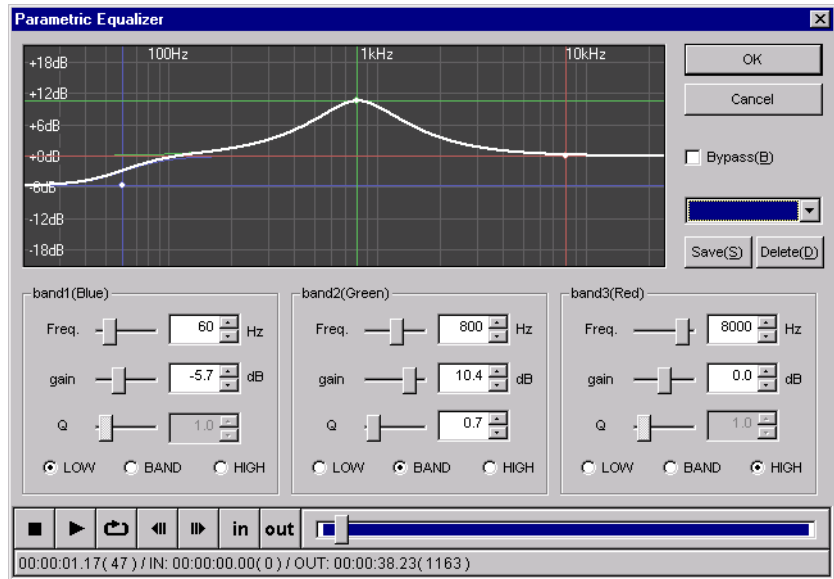 Parametric Equalizer
100Hz 1kHz 10kHz
+18dB
+12dB
+6dB
+0dB
-6dB
-12dB
-18dB
OK
Cancel
Bypass(B)
Save(S) Delete(D)
band1(Blue)
Freq. 60 Hz
gain -5.7 dB
Q 1.0
LOW BAND HIGH
band2(Green)
Freq. 800 Hz
gain 10.4 dB
Q 0.7
LOW BAND HIGH
band3(Red)
Freq. 8000 Hz
gain 0.0 dB
Q 1.0
LOW BAND HIGH
in out
00:00:01.17( 47 ) / IN: 00:00:00.00( 0 ) / OUT: 00:00:38.23( 1163 )